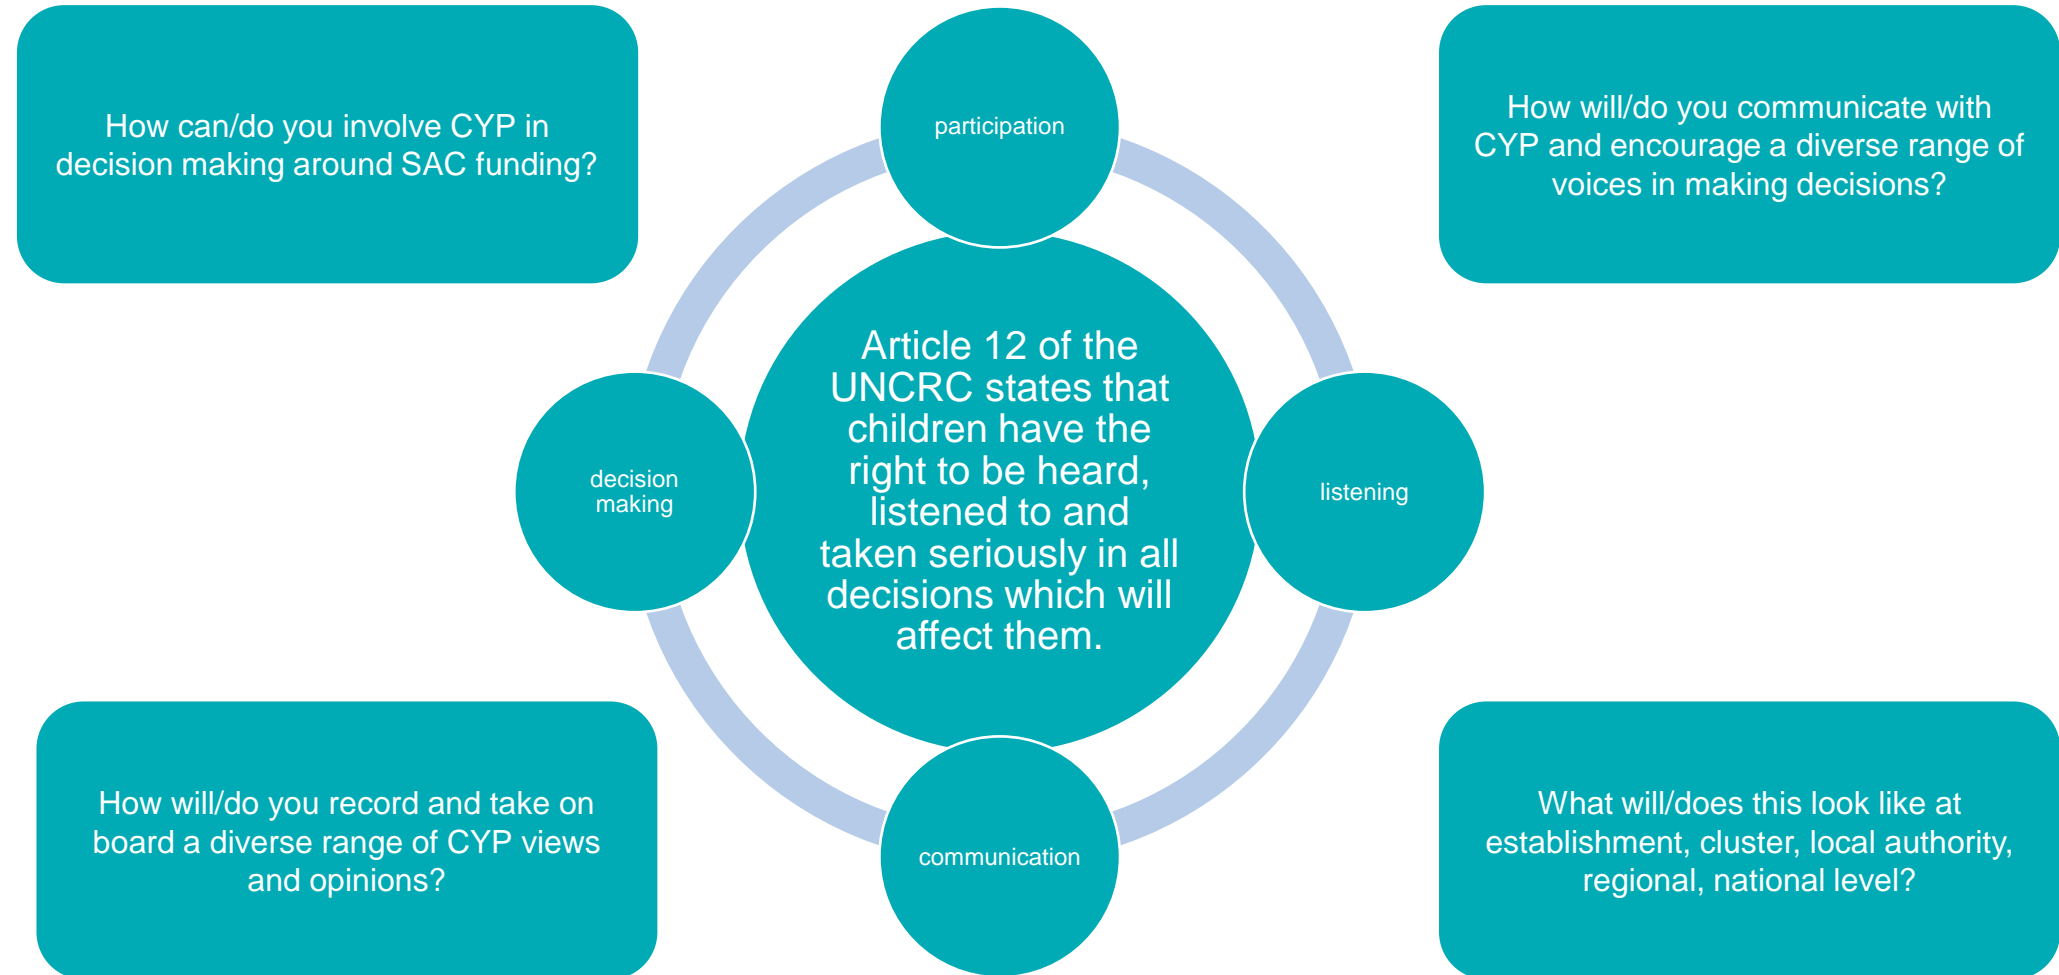 How can/do you involve CYP in
decision making around SAC funding?
participation
How will/do you communicate with
CYP and encourage a diverse range of
voices in making decisions?
Article 12 of the
UNCRC states that
children have the
right to be heard,
listened to and
taken seriously in all
decisions which will
affect them.
decision
making
listening
How will/do you record and take on
board a diverse range of CYP views
and opinions?
communication
What will/does this look like at
establishment, cluster, local authority,
regional, national level?